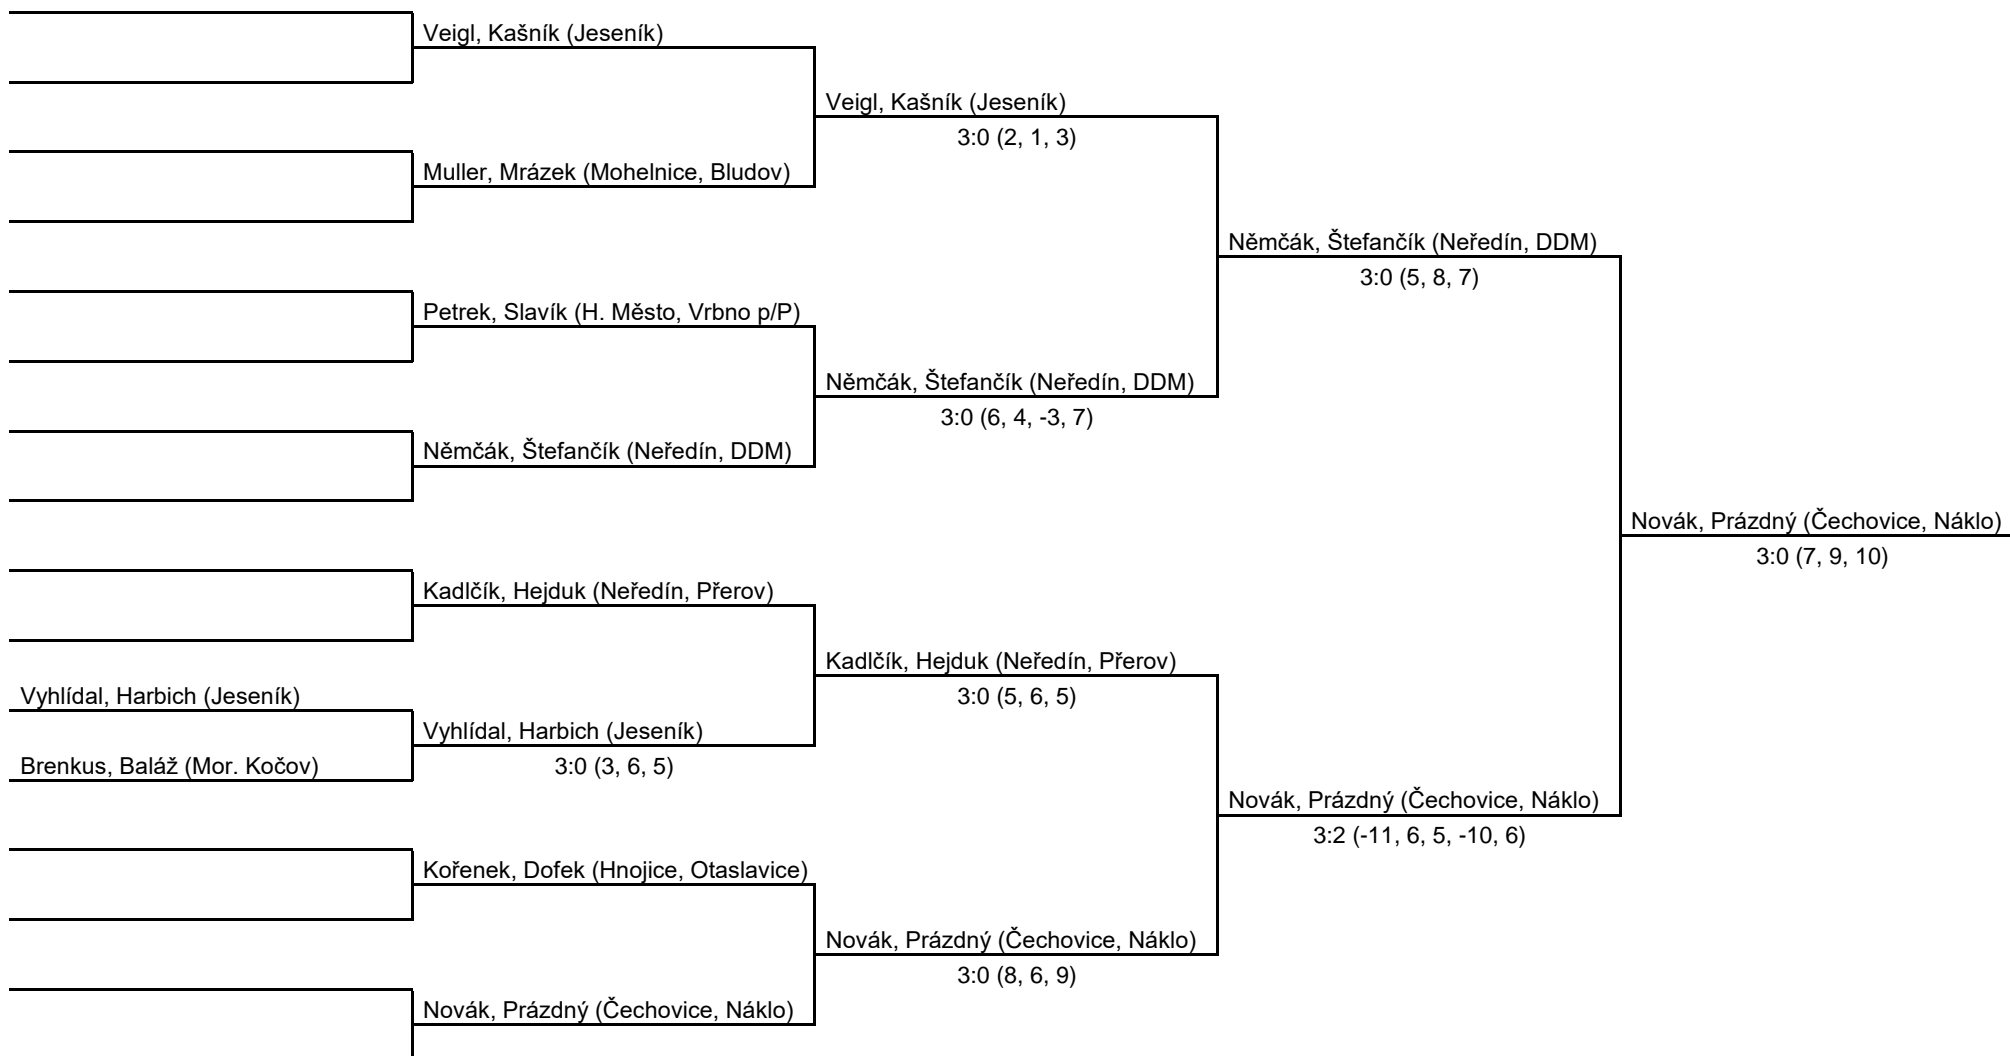 Veigl, Kašník (Jeseník)
Veigl, Kašník (Jeseník)
3:0 (2, 1, 3)
Muller, Mrázek (Mohelnice, Bludov)
Němčák, Štefančík (Neředín, DDM)
3:0 (5, 8, 7)
Petrek, Slavík (H. Město, Vrbno p/P)
Němčák, Štefančík (Neředín, DDM)
3:0 (6, 4, -3, 7)
Němčák, Štefančík (Neředín, DDM)
Novák, Prázdný (Čechovice, Náklo)
3:0 (7, 9, 10)
Kadlčík, Hejduk (Neředín, Přerov)
Kadlčík, Hejduk (Neředín, Přerov)
3:0 (5, 6, 5)
Vyhlídal, Harbich (Jeseník)
Vyhlídal, Harbich (Jeseník)
3:0 (3, 6, 5)
Brenkus, Baláž (Mor. Kočov)
Novák, Prázdný (Čechovice, Náklo)
3:2 (-11, 6, 5, -10, 6)
Kořenek, Dofek (Hnojice, Otaslavice)
Novák, Prázdný (Čechovice, Náklo)
3:0 (8, 6, 9)
Novák, Prázdný (Čechovice, Náklo)